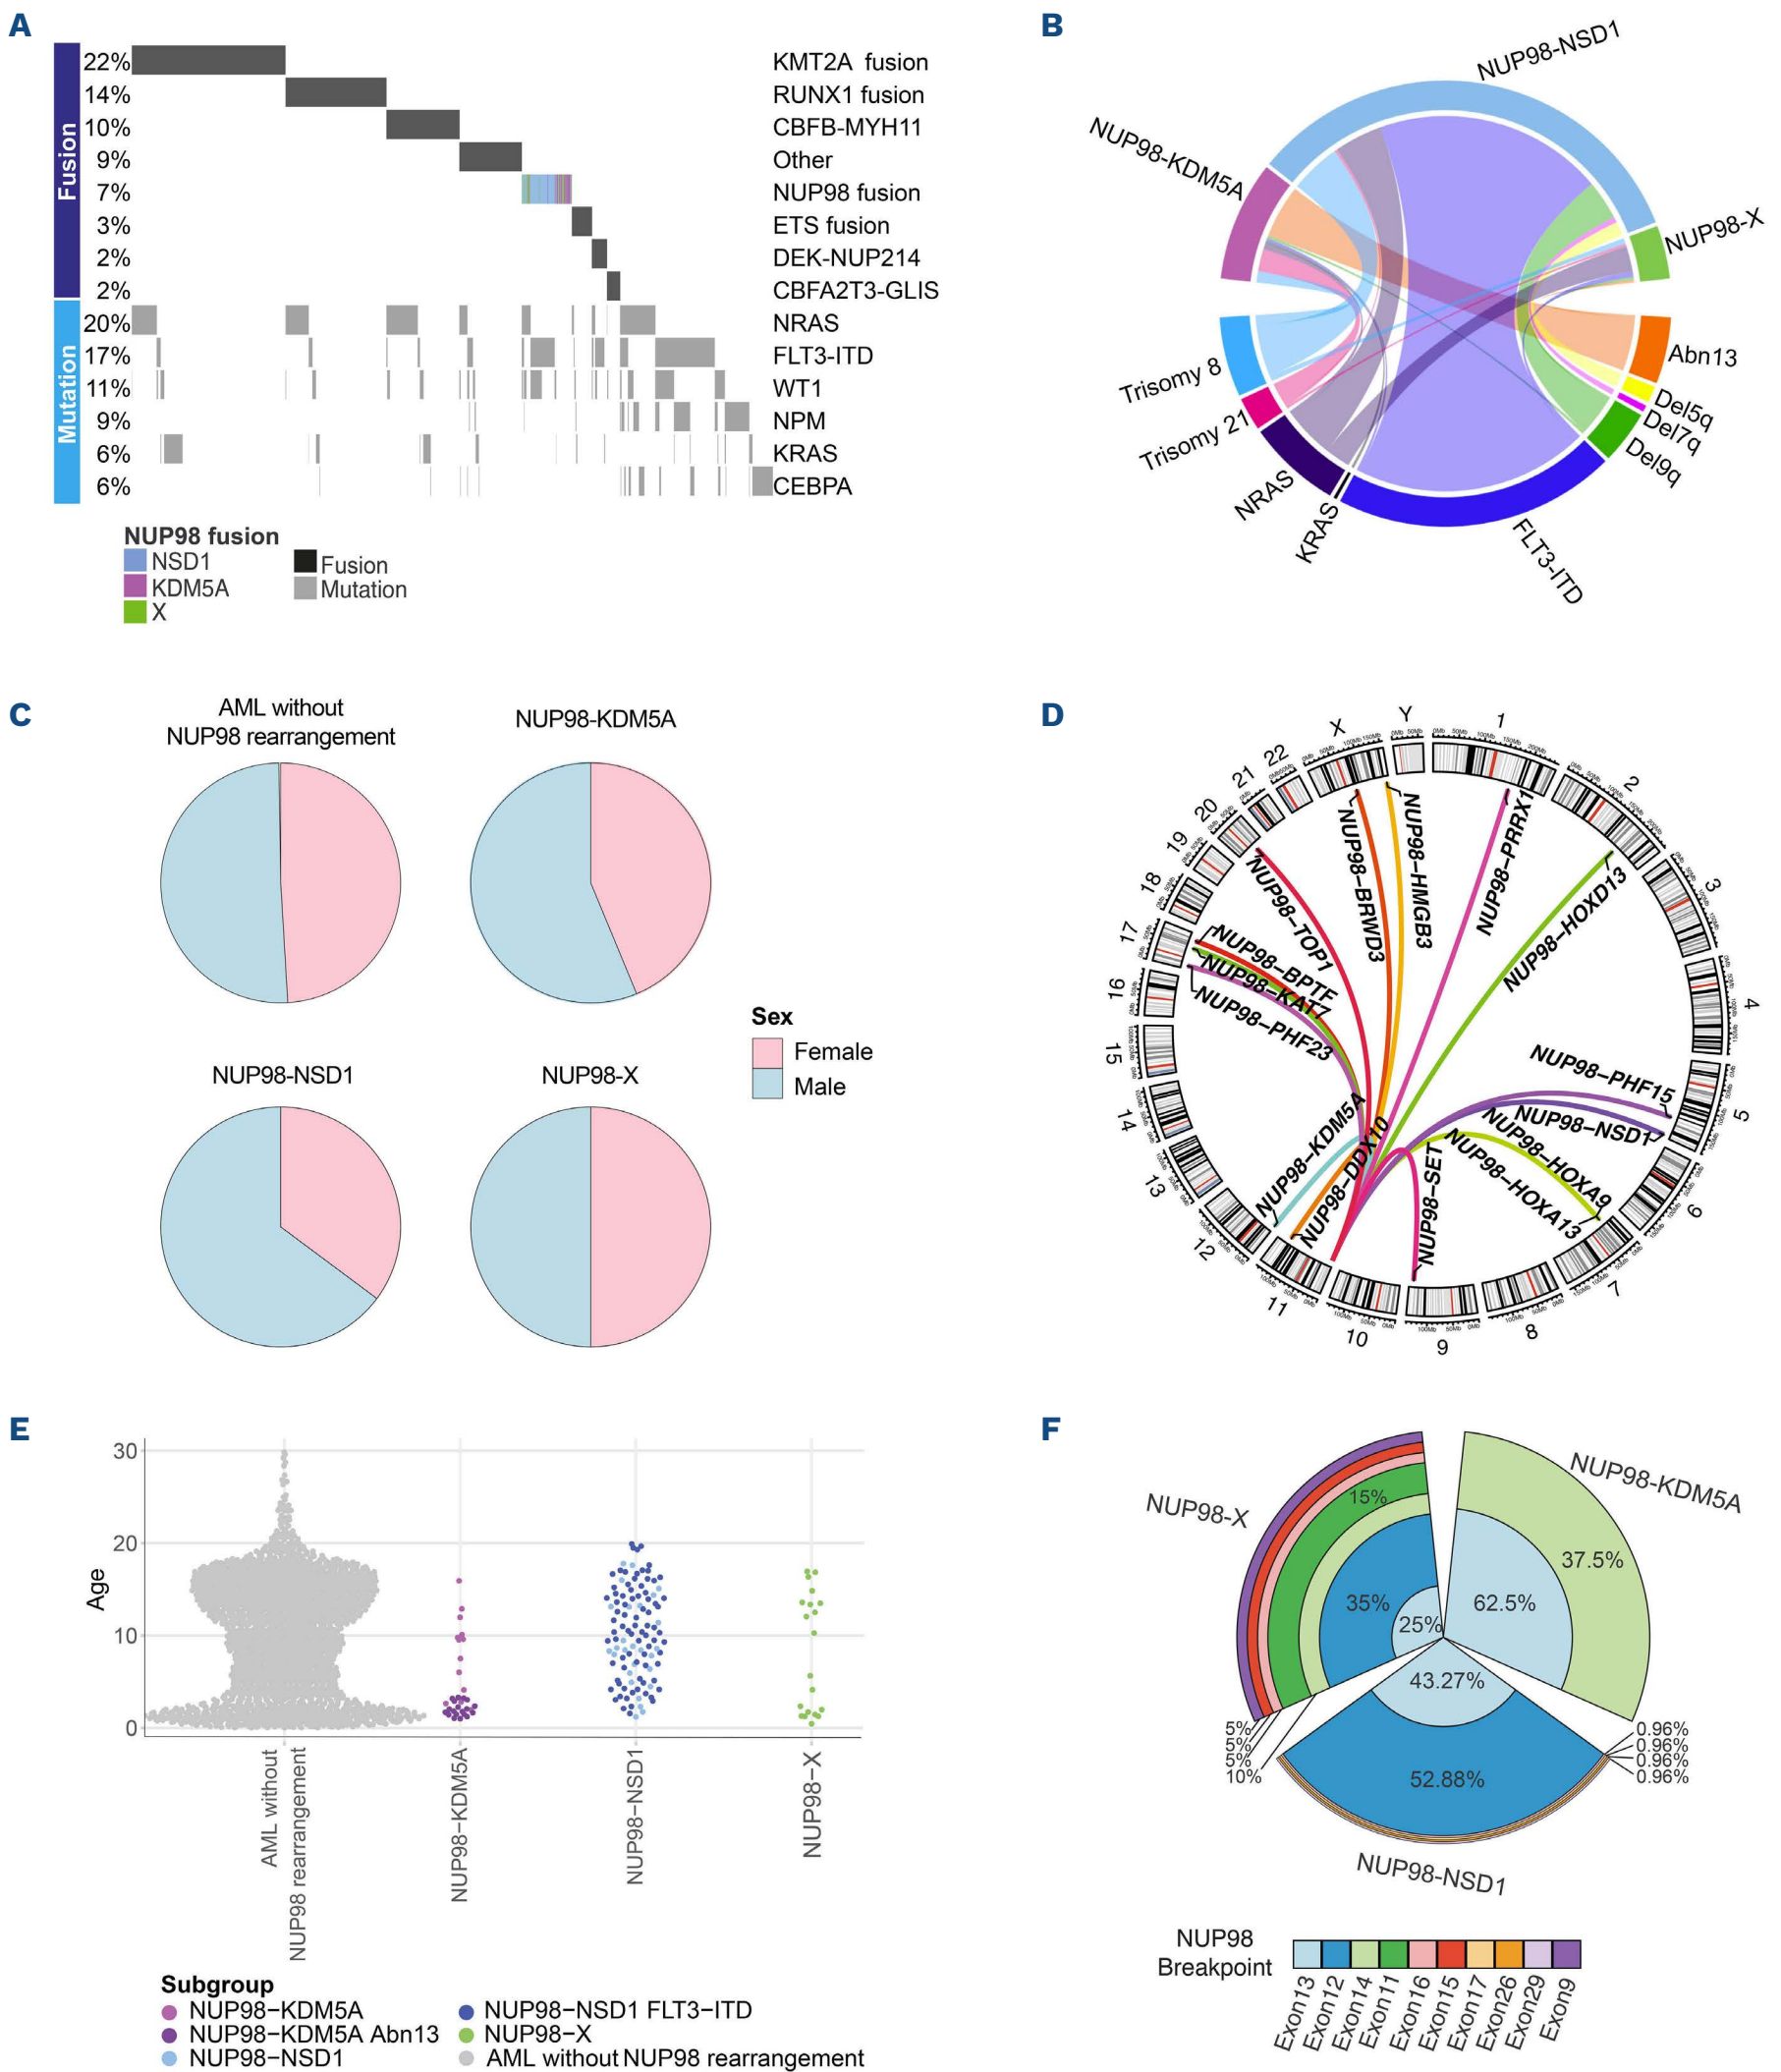 A
Fusion
Mutation
22% KMT2A fusion
14% RUNX1 fusion
10% CBFB-MYH11
9% Other
7% NUP98 fusion
3% ETS fusion
2% DEK-NUP214
2% CBFA2T3-GLIS
20% NRAS
17% FLT3-ITD
11% WT1
9% NPM
6% KRAS
6% CEBPA
NUP98 fusion
NSD1
KDM5A
X
Fusion
Mutation
B
NUP98-NSD1
NUP98-KDM5A
NUP98-X
Trisomy 8
Trisomy 21
NRAS
KRAS
FLT3-ITD
Abn13
Del5q
Del7q
Del9q
C
AML without
NUP98 rearrangement
NUP98-KDM5A
NUP98-NSD1
NUP98-X
Sex
Female
Male
D
1
2
3
4
5
6
7
8
9
10
11
12
13
14
15
16
17
18
19
20
21
22
X
Y
NUP98–PRRX1
NUP98–HOXD13
NUP98–HMGB3
NUP98–BRWD3
NUP98–TOP1
NUP98–BPTF
NUP98–KAT7
NUP98–PHF23
NUP98–KDM5A
NUP98–DDX10
NUP98–SET
NUP98–HOXA13
NUP98–HOXA9
NUP98–NSD1
NUP98–PHF15
E
Age
30
20
10
0
AML without
NUP98 rearrangement
NUP98–KDM5A
NUP98–NSD1
NUP98–X
Subgroup
NUP98–KDM5A
NUP98–KDM5A Abn13
NUP98–NSD1
NUP98–NSD1 FLT3–ITD
NUP98–X
AML without NUP98 rearrangement
F
NUP98-X
NUP98-KDM5A
NUP98-NSD1
15%
35%
25%
5%
5%
5%
10%
37.5%
62.5%
43.27%
52.88%
0.96%
0.96%
0.96%
0.96%
NUP98
Breakpoint
Exon13
Exon12
Exon14
Exon11
Exon16
Exon15
Exon17
Exon26
Exon29
Exon9